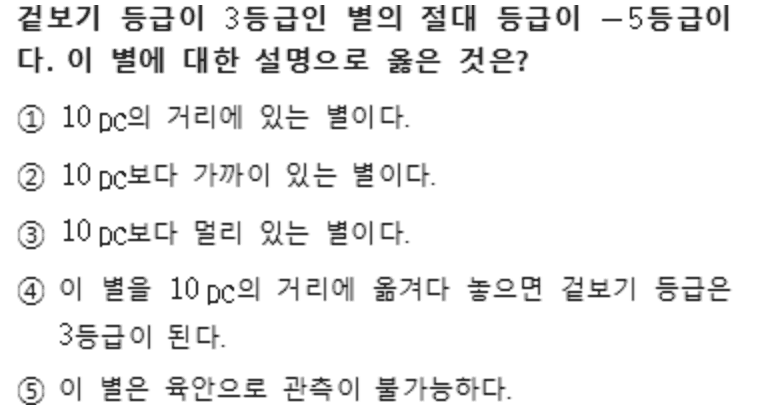 겉보기 등급이 3등급인 별의 절대 등급이 −5등급이
다. 이 별에 대한 설명으로 옳은 것은?
① 10 pc의 거리에 있는 별이다.
② 10 pc보다 가까이 있는 별이다.
③ 10 pc보다 멀리 있는 별이다.
④ 이 별을 10 pc의 거리에 옮겨다 놓으면 겉보기 등급은
3등급이 된다.
⑤ 이 별은 육안으로 관측이 불가능하다.